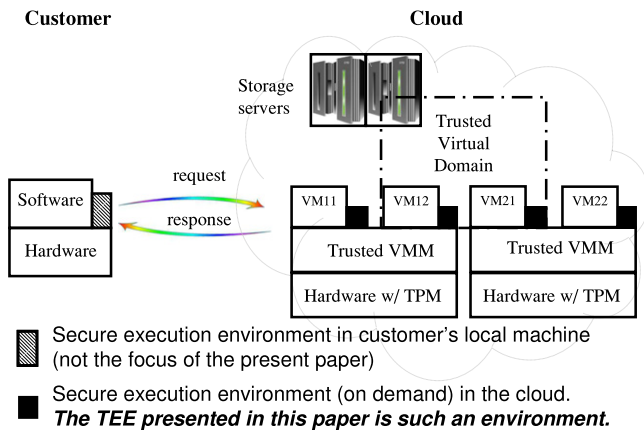 Customer
Cloud
Storage
servers
Trusted
Virtual
Domain
request
response
Software
Hardware
VM11
VM12
VM21
VM22
Trusted VMM
Trusted VMM
Hardware w/ TPM
Hardware w/ TPM
Secure execution environment in customer's local machine
(not the focus of the present paper)
Secure execution environment (on demand) in the cloud.
The TEE presented in this paper is such an environment.